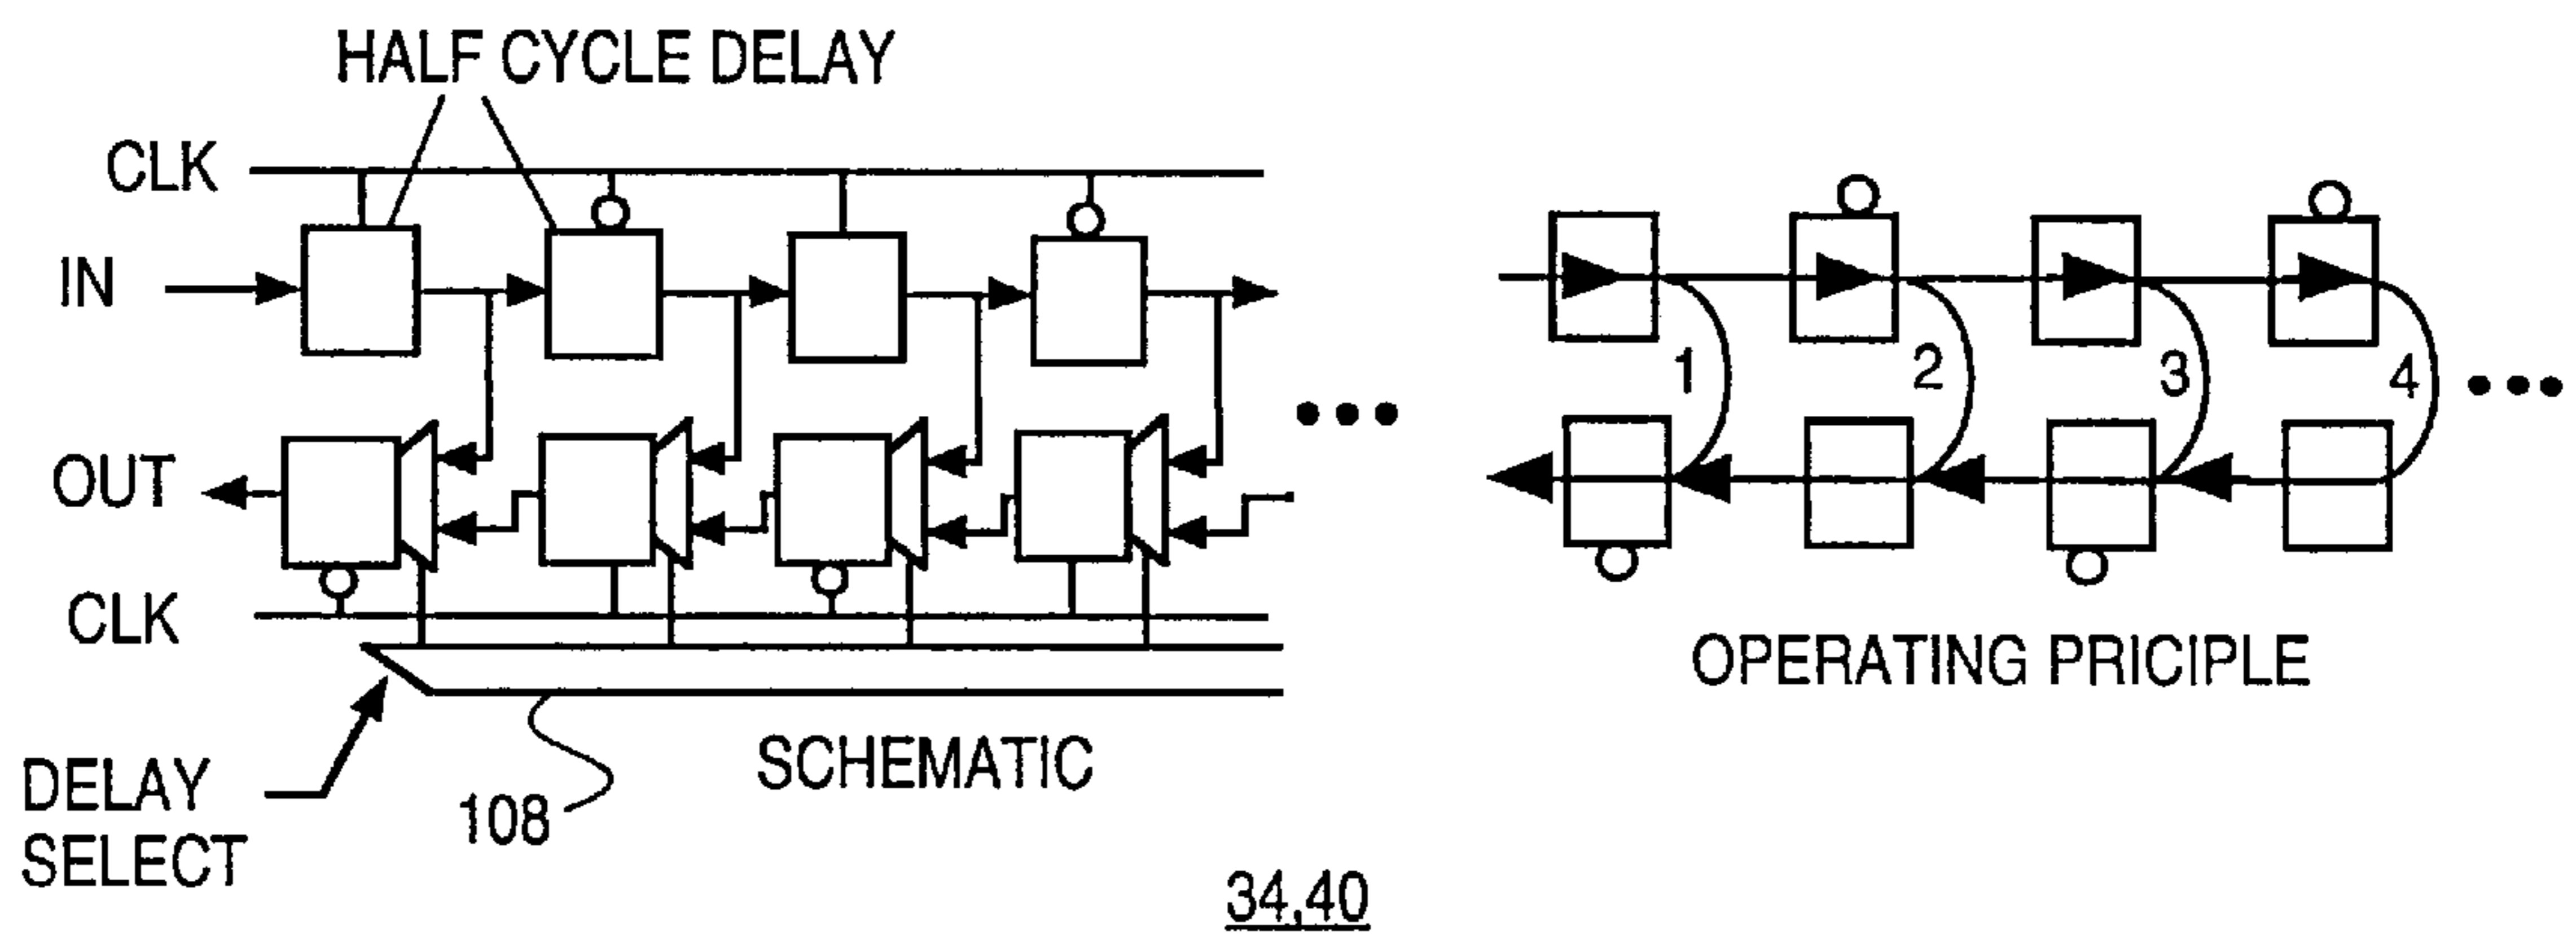 HALF CYCLE DELAY
CLK
IN
OUT
CLK
DELAY
SELECT
108
SCHEMATIC
1
2
3
4
OPERATING PRICIPLE
34,40